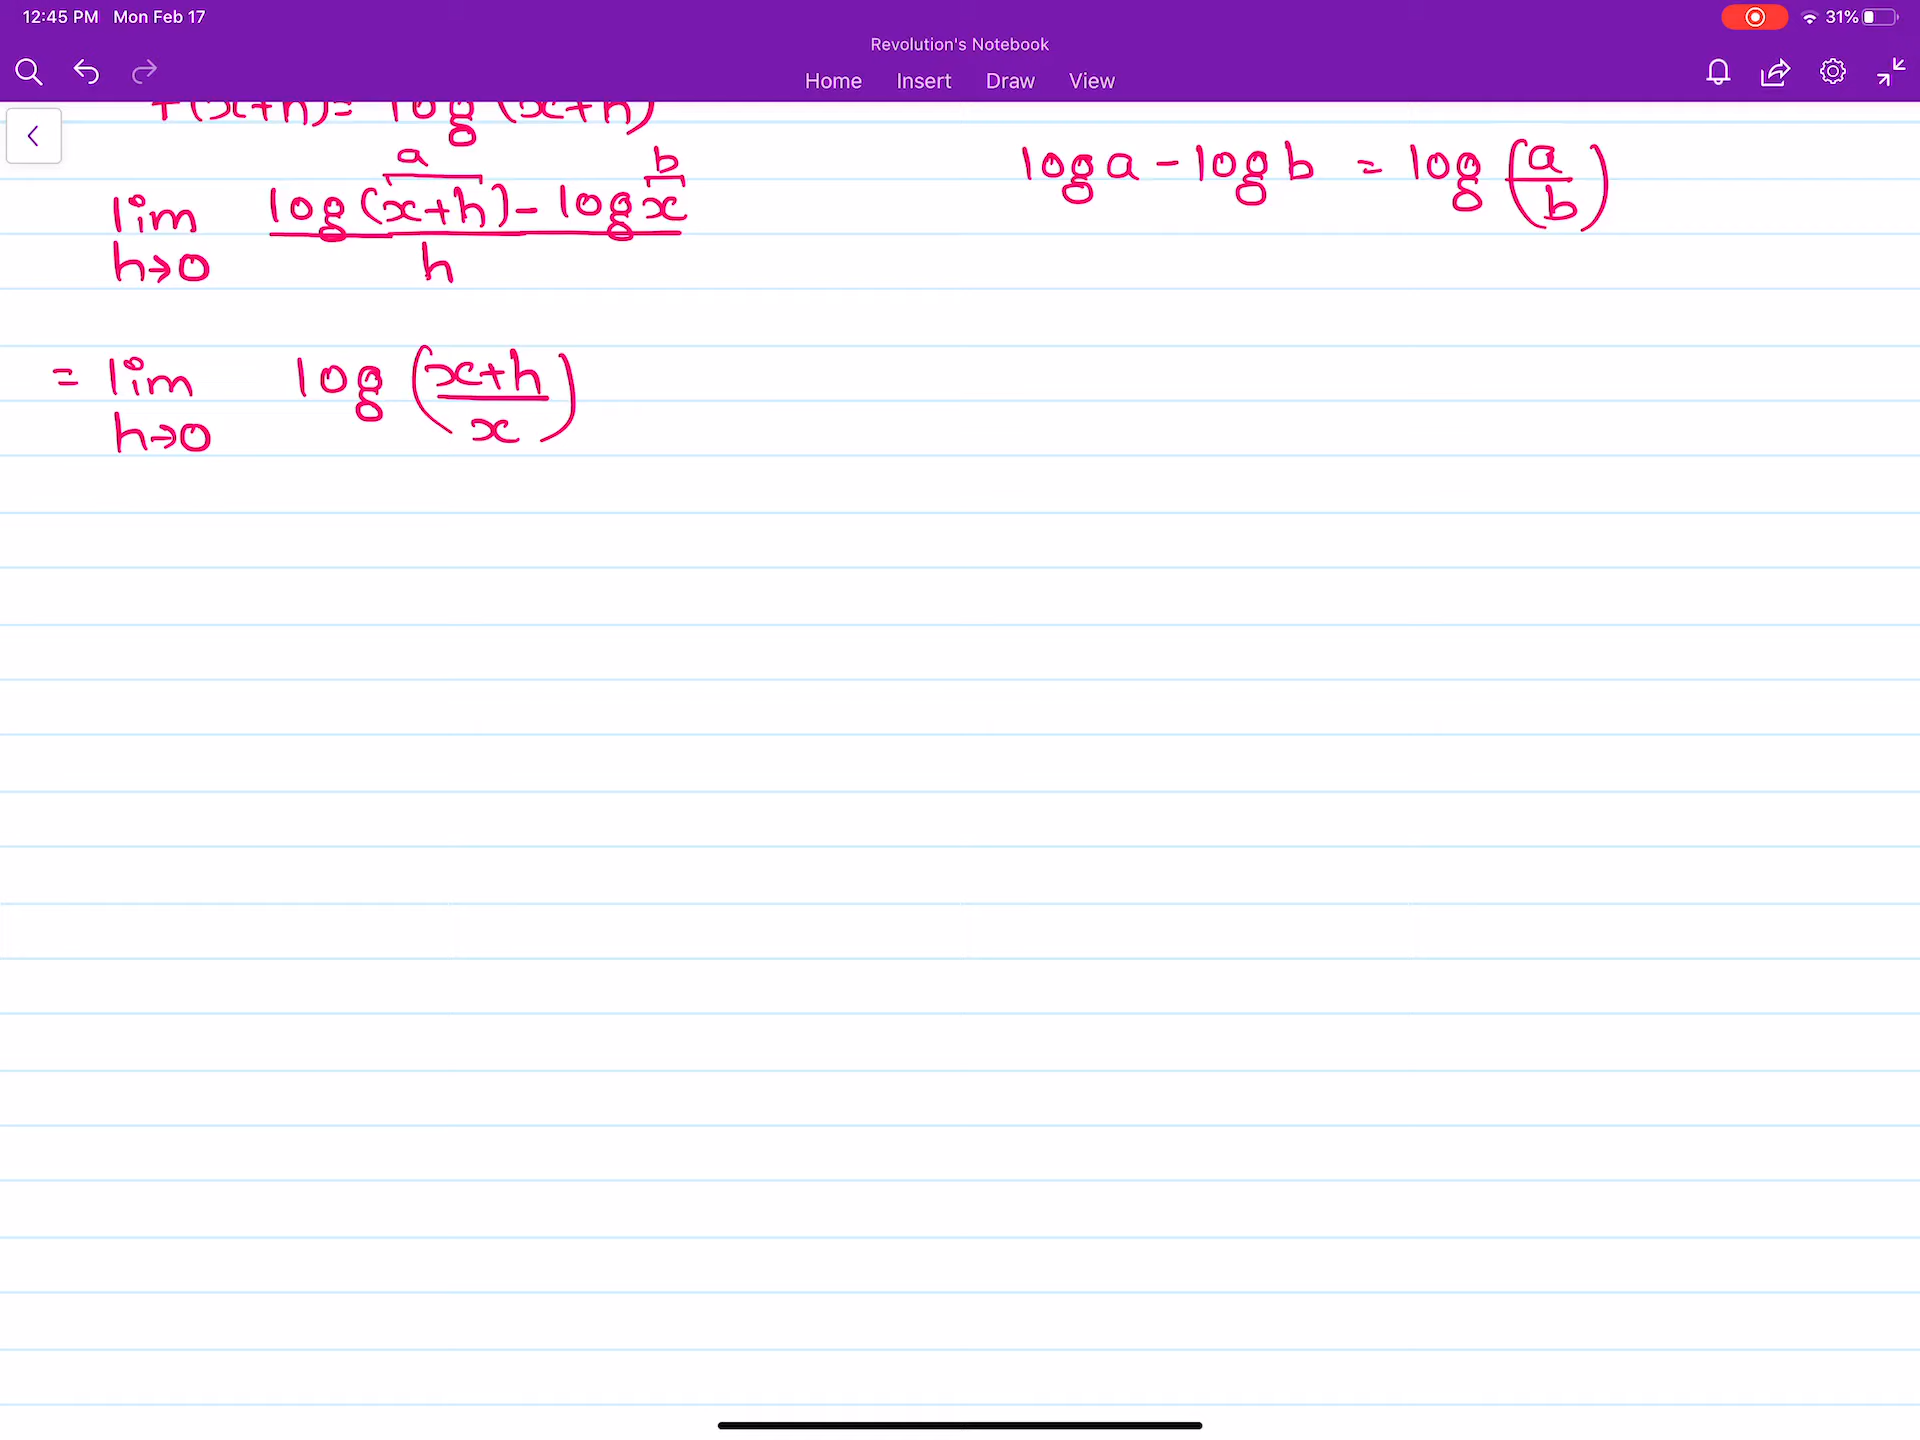 12:45 PM Mon Feb 17
31%
Revolution's Notebook
Home Insert Draw View
f(x+h)= log(x+h)
a b
lim log(x+h) - log x
h→0 h
log a - log b = log (a/b)
= lim log (x+h/x)
h→0